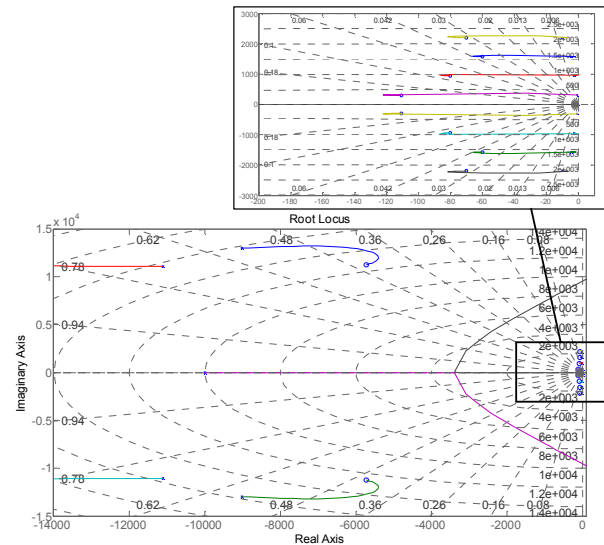 0.06 0.042 0.03 0.02 0.013 0.006 2.5e+003
3000
2e+003
2000
0.1
1.5e+003
0.18
1e+003
1000
500
0
500
-1000
1e+003
0.18
1.5e+003
-2000
0.1
2e+003
0.06 0.042 0.03 0.02 0.013 0.006 2.5e+003
-3000
-200 -180 -160 -140 -120 -100 -80 -60 -40 -20 0
Root Locus
1.5 x 10⁴
0.62 0.48 0.36 0.26 0.16 0.08 1.4e+004
1.2e+004
0.78
1 1e+004
8e+003
0.94
0.5 6e+003
4e+003
2e+003
Imaginary Axis
0
2e+003
0.94
4e+003
-0.5
6e+003
8e+003
-1
0.78 1e+004
0.62 0.48 0.36 0.26 0.16 0.08 1.2e+004
1.4e+004
-1.5
-14000 -12000 -10000 -8000 -6000 -4000 -2000 0
Real Axis